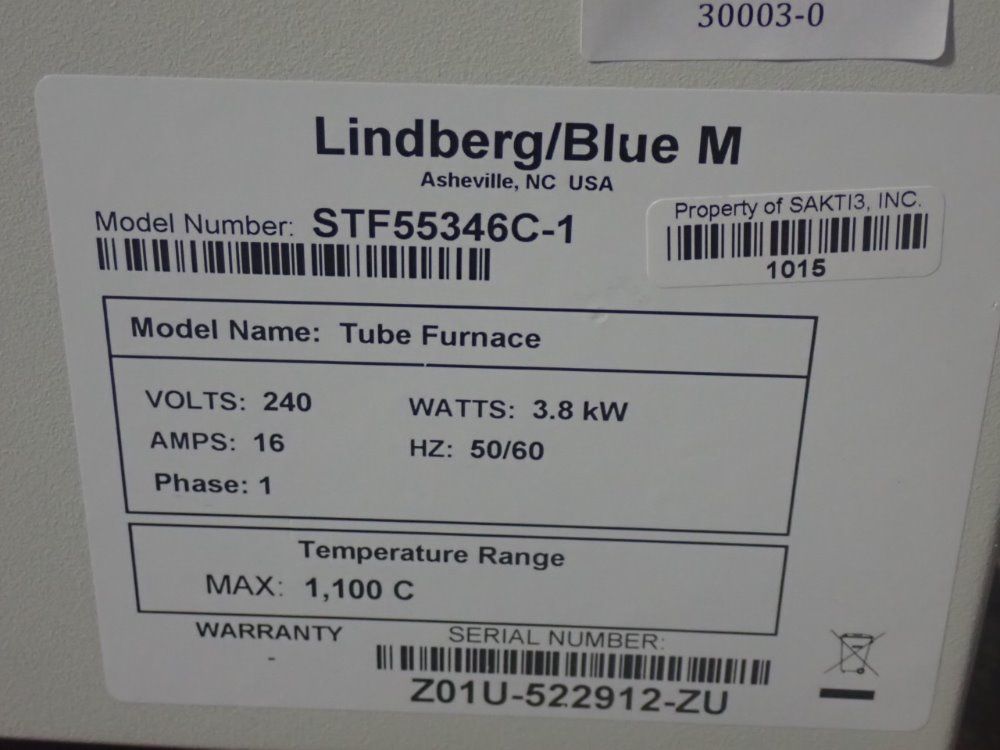 30003-0
Lindberg/Blue M
Asheville, NC USA
Model Number: STF55346C-1
Property of SAKTI3, INC.
1015
Model Name: Tube Furnace
VOLTS: 240 WATTS: 3.8 kW
AMPS: 16 HZ: 50/60
Phase: 1
Temperature Range
MAX: 1,100 C
WARRANTY SERIAL NUMBER:
-
Z01U-522912-ZU